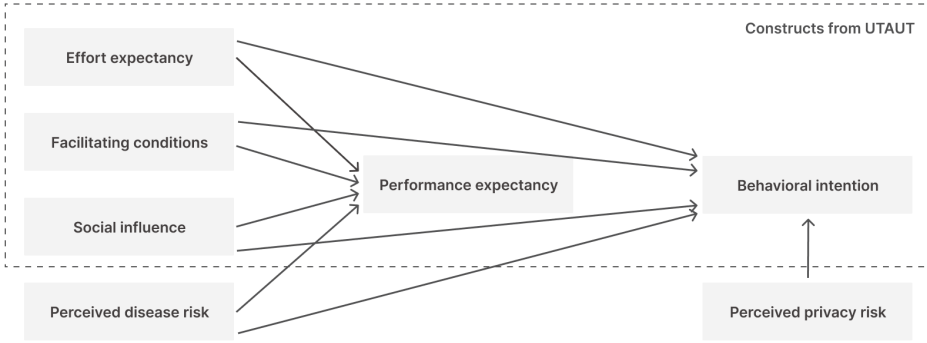 Constructs from UTAUT
Effort expectancy
Facilitating conditions
Performance expectancy
Behavioral intention
Social influence
Perceived disease risk
Perceived privacy risk